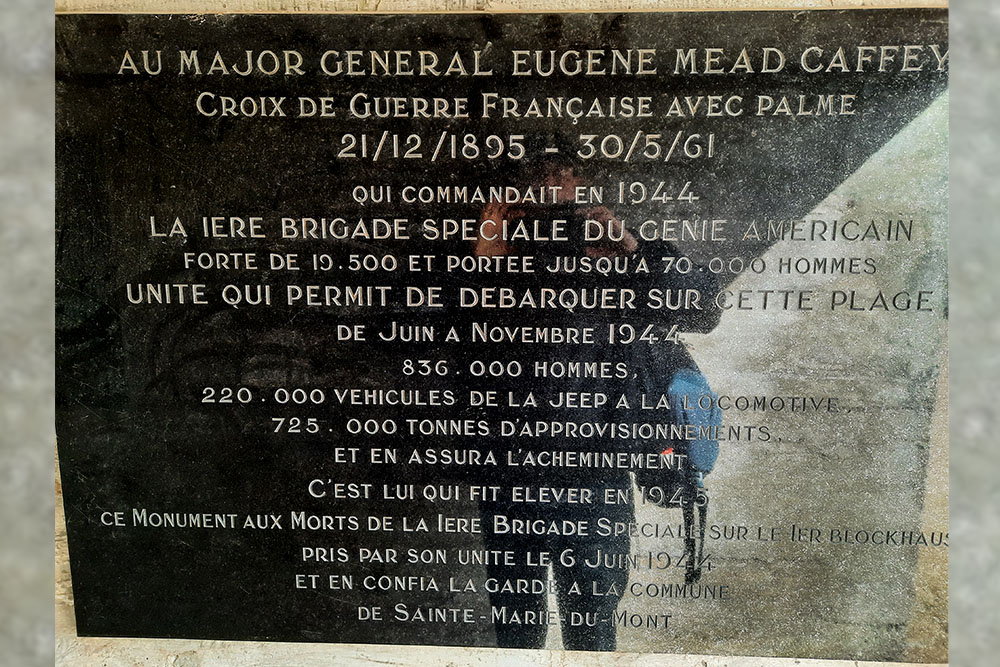 AU MAJOR GENERAL EUGENE MEAD CAFFEY
CROIX DE GUERRE FRANÇAISE AVEC PALME
21/12/1895 - 30/5/61
QUI COMMANDAIT EN 1944
LA IERE BRIGADE SPECIALE DU GENIE AMERICAIN
FORTE DE 19.500 ET PORTEE JUSQU'A 70.000 HOMMES
UNITE QUI PERMIT DE DEBARQUER SUR CETTE PLAGE
DE JUIN A NOVEMBRE 1944
836.000 HOMMES,
220.000 VEHICULES DE LA JEEP A LA LOCOMOTIVE,
725.000 TONNES D'APPROVISIONNEMENTS,
ET EN ASSURA L'ACHEMINEMENT
C'EST LUI QUI FIT ELEVER EN 1945
CE MONUMENT AUX MORTS DE LA IERE BRIGADE SPECIALE SUR LE IER BLOCKHAUS
PRIS PAR SON UNITE LE 6 JUIN 1944
ET EN CONFIA LA GARDE A LA COMMUNE
DE SAINTE-MARIE-DU-MONT